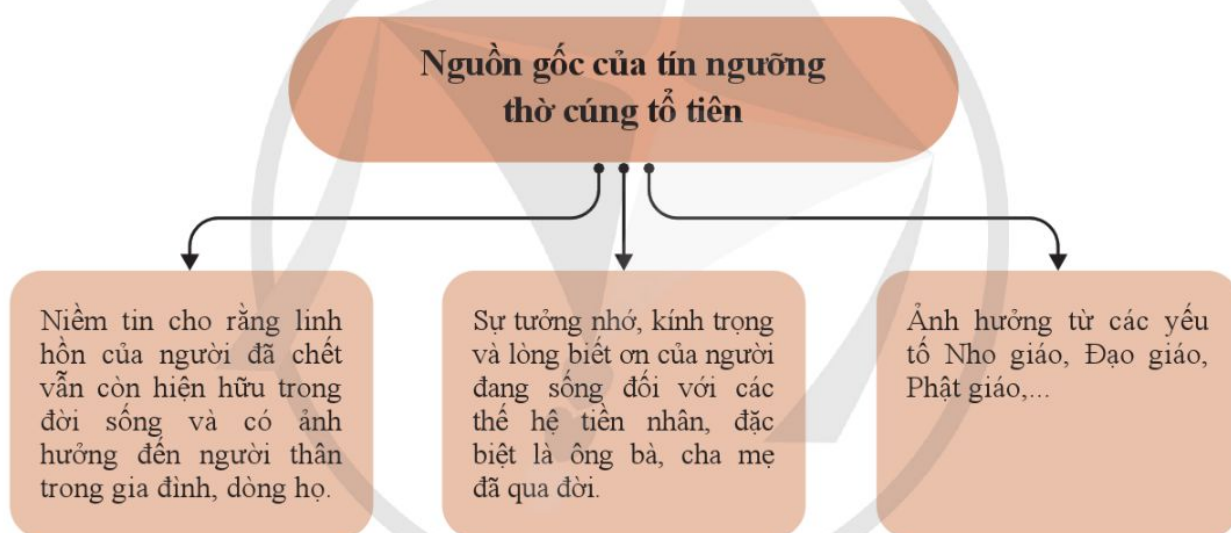 Nguồn gốc của tín ngưỡng
thờ cúng tổ tiên
Niềm tin cho rằng linh
hồn của người đã chết
vẫn còn hiện hữu trong
đời sống và có ảnh
hưởng đến người thân
trong gia đình, dòng họ.
Sự tưởng nhớ, kính trọng
và lòng biết ơn của người
đang sống đối với các
thế hệ tiền nhân, đặc
biệt là ông bà, cha mẹ
đã qua đời.
Ảnh hưởng từ các yếu
tố Nho giáo, Đạo giáo,
Phật giáo,...